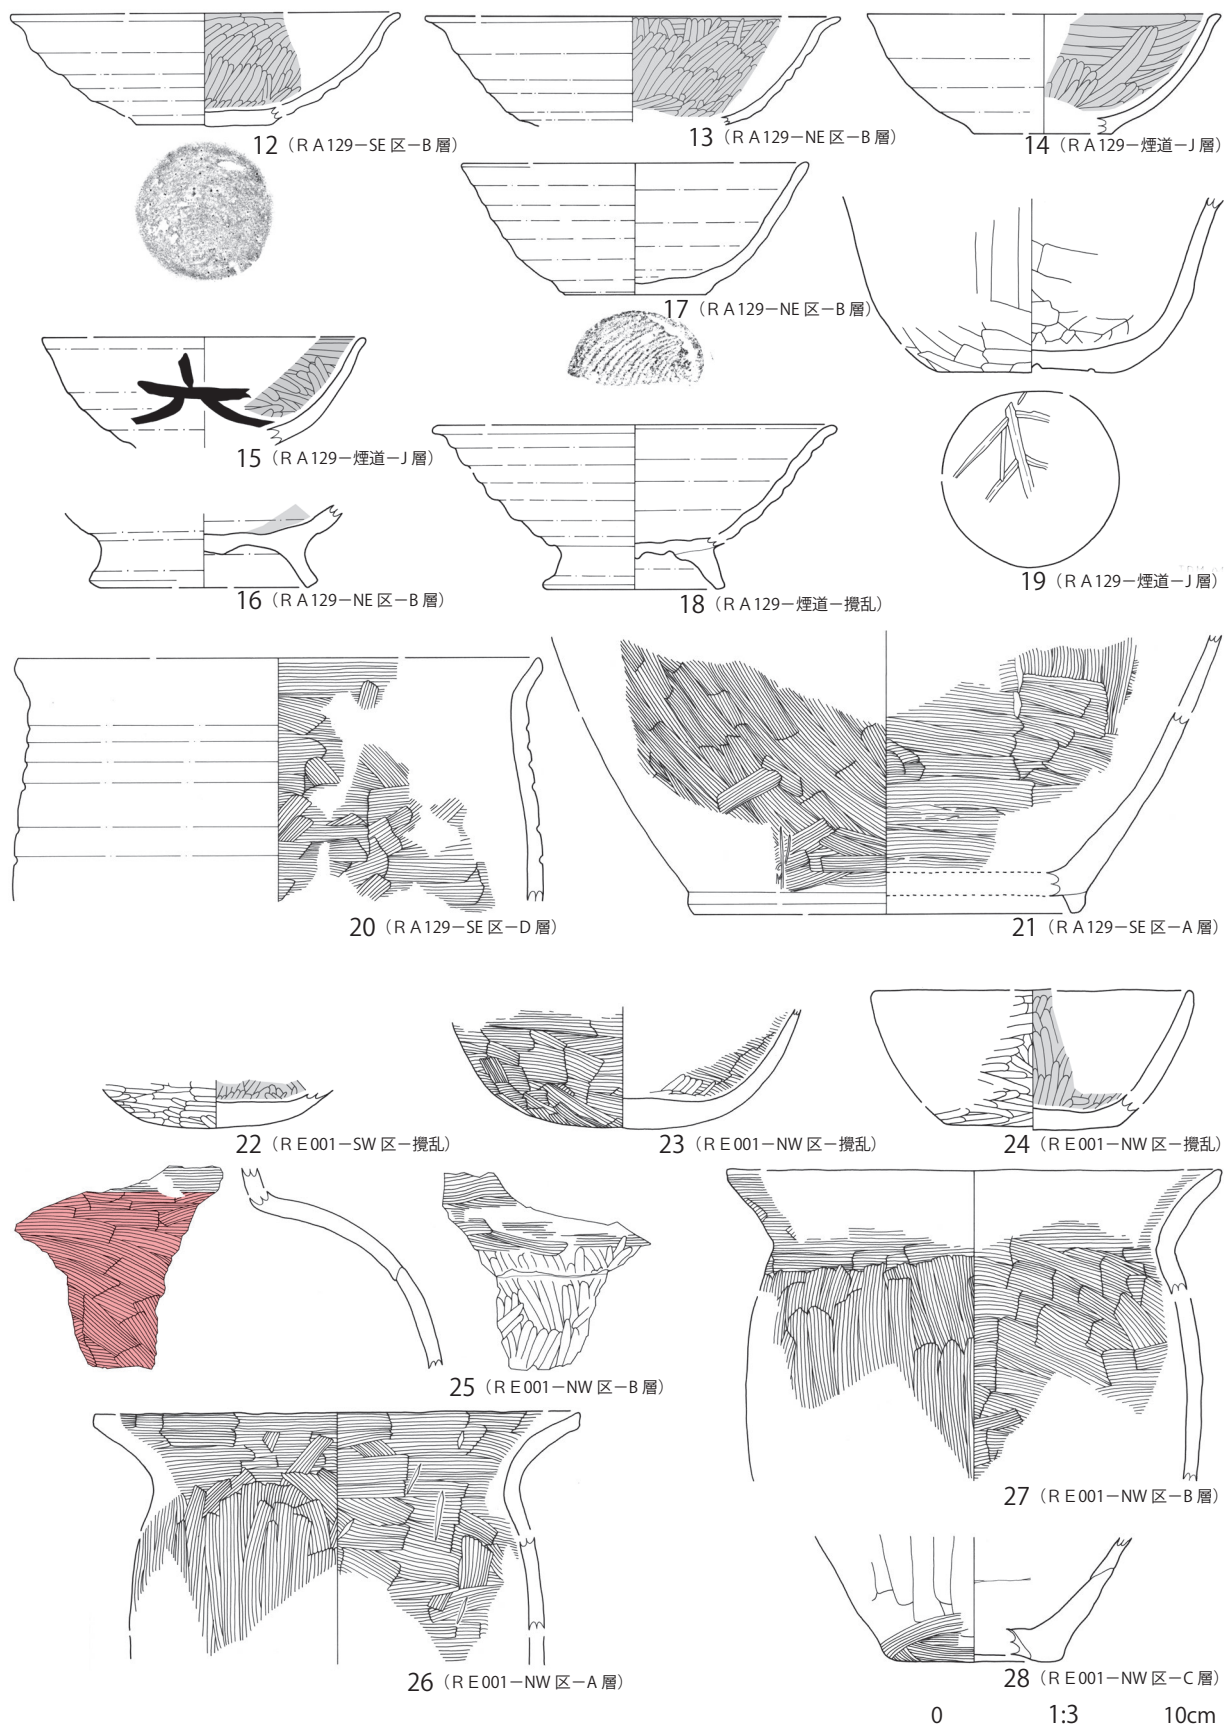 12（ＲＡ129－SE区－B層）
13（ＲＡ129－NE区－B層）
14（ＲＡ129－煙道－J層）
17（ＲＡ129－NE区－B層）
15（ＲＡ129－煙道－J層）
16（ＲＡ129－NE区－B層）
18（ＲＡ129－煙道－攪乱）
19（ＲＡ129－煙道－J層）
20（ＲＡ129－SE区－D層）
21（ＲＡ129－SE区－A層）
22（ＲＥ001－SW区－攪乱）
23（ＲＥ001－NW区－攪乱）
24（ＲＥ001－NW区－攪乱）
25（ＲＥ001－NW区－B層）
27（ＲＥ001－NW区－B層）
26（ＲＥ001－NW区－A層）
28（ＲＥ001－NW区－C層）
0 1:3 10cm